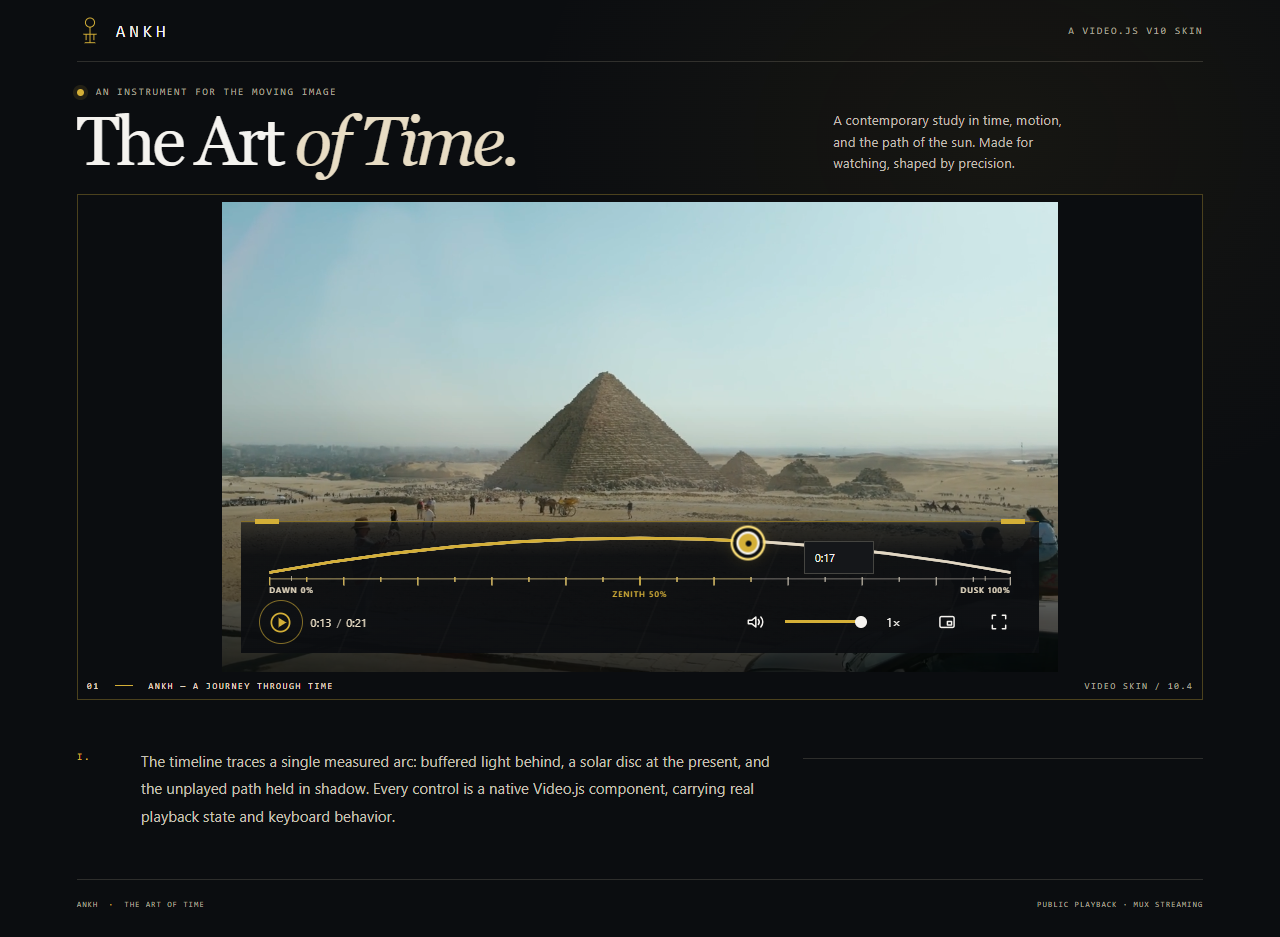 ANKH
A VIDEO.JS V10 SKIN
AN INSTRUMENT FOR THE MOVING IMAGE
The Art of Time.
A contemporary study in time, motion,
and the path of the sun. Made for
watching, shaped by precision.
0:17
DAWN 0%
ZENITH 50%
DUSK 100%
0:13 / 0:21
1×
01 — ANKH — A JOURNEY THROUGH TIME
VIDEO SKIN / 10.4
I.
The timeline traces a single measured arc: buffered light behind, a solar disc at the present, and
the unplayed path held in shadow. Every control is a native Video.js component, carrying real
playback state and keyboard behavior.
ANKH · THE ART OF TIME
PUBLIC PLAYBACK · MUX STREAMING